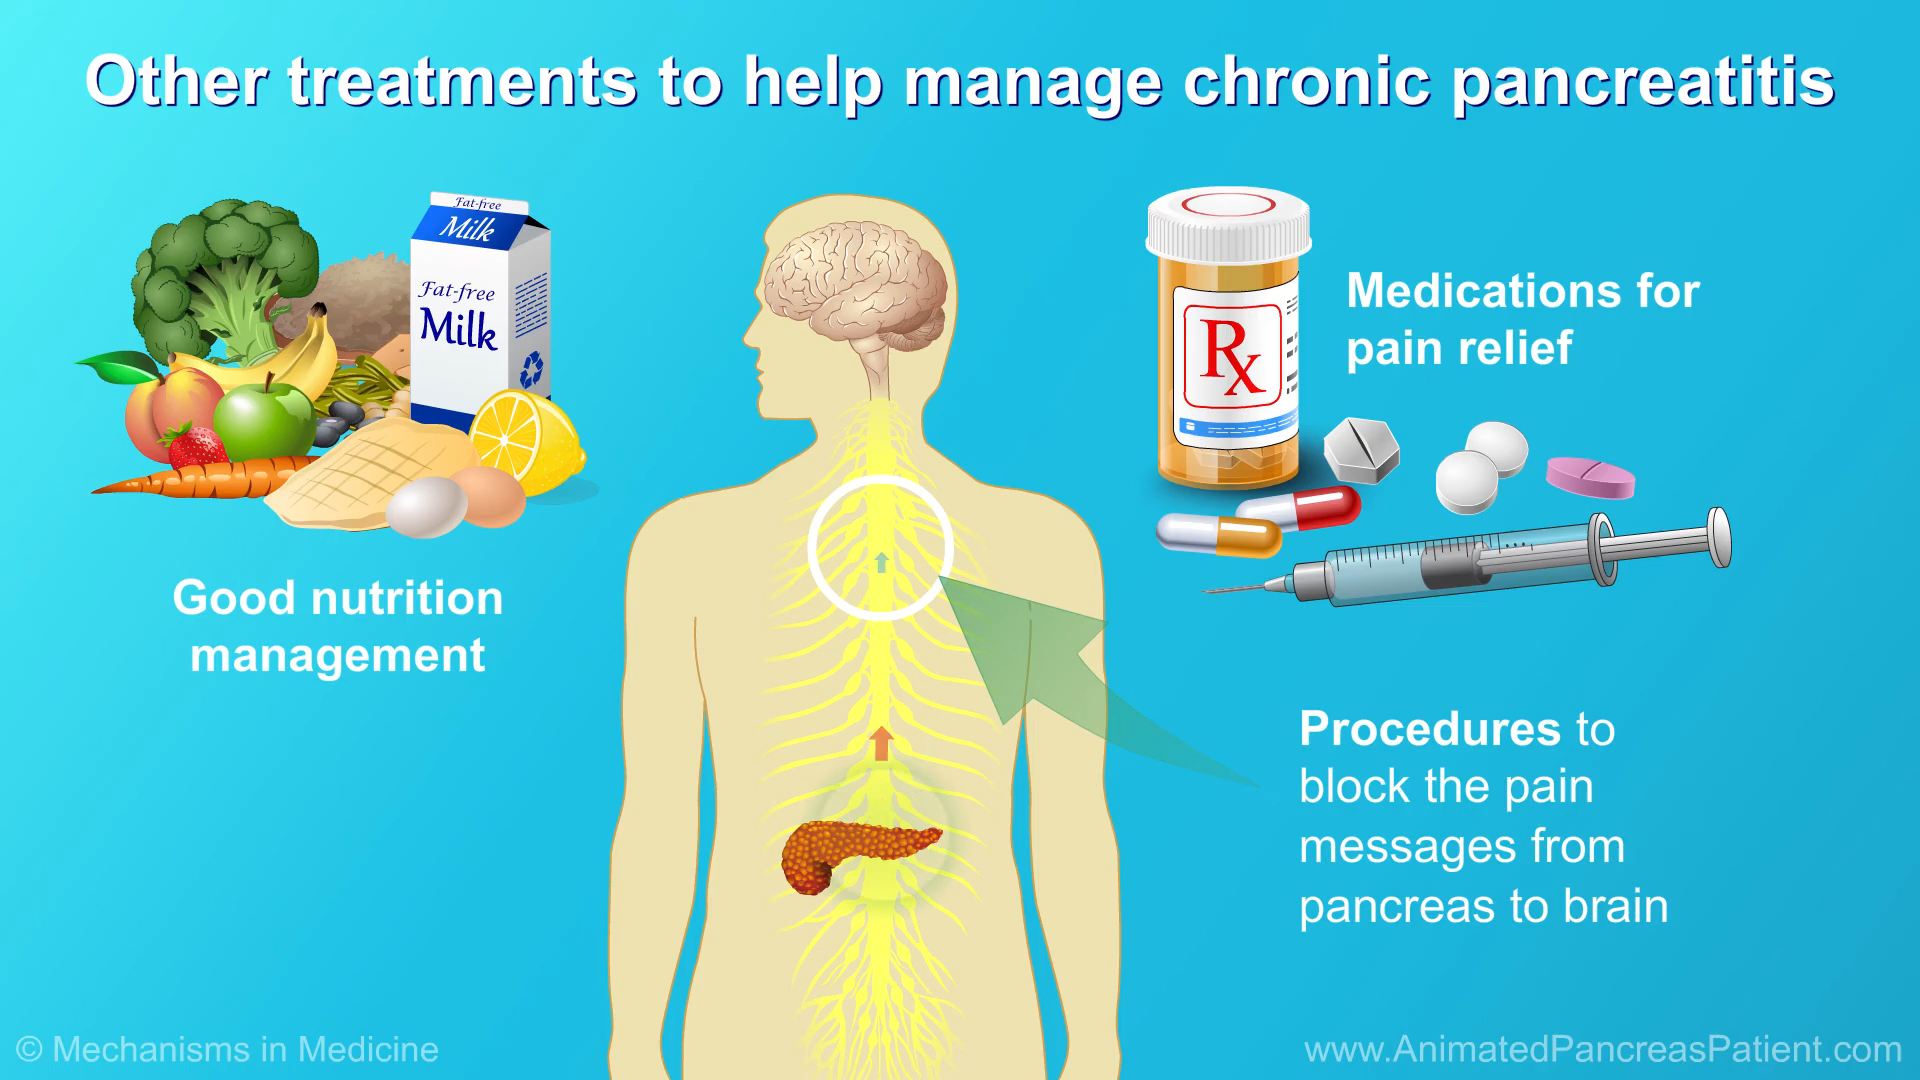 Other treatments to help manage chronic pancreatitis
Fat-free
Milk
Fat-free
Milk
Rx
Medications for
pain relief
Good nutrition
management
Procedures to
block the pain
messages from
pancreas to brain
© Mechanisms in Medicine
www.AnimatedPancreasPatient.com